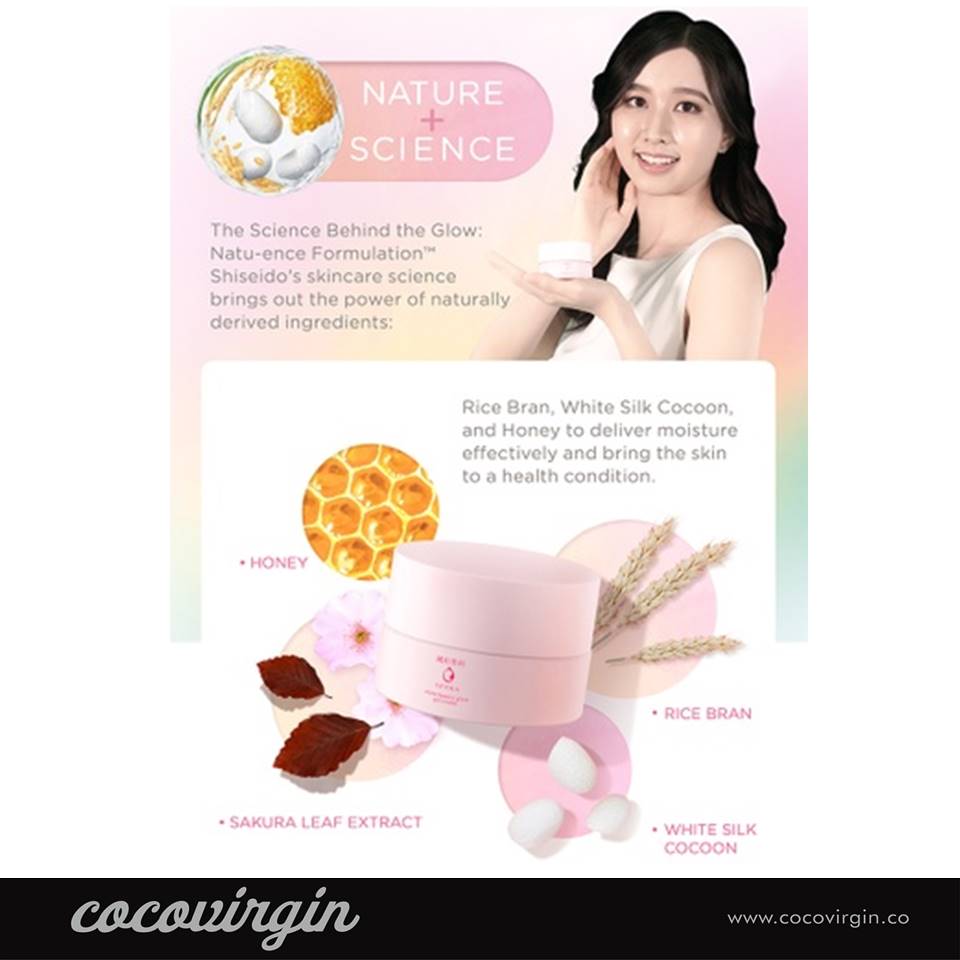 NATURE
+
SCIENCE
The Science Behind the Glow:
Natu-ence Formulation™
Shiseido's skincare science
brings out the power of naturally
derived ingredients:
Rice Bran, White Silk Cocoon,
and Honey to deliver moisture
effectively and bring the skin
to a health condition.
• HONEY
• RICE BRAN
• SAKURA LEAF EXTRACT
• WHITE SILK
COCOON
cocovirgin
www.cocovirgin.co